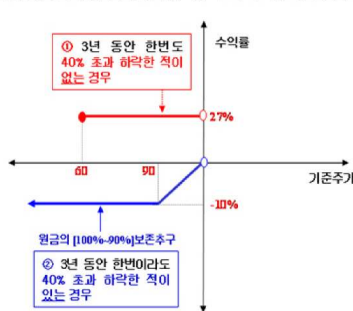 수익률
① 3년 동안 한번도
40% 초과 하락한 적이
없는 경우
27%
60
90
기준주가
-10%
원금의 [100%~90%]보존추구
② 3년 동안 한번이라도
40% 초과 하락한 적이
있는 경우